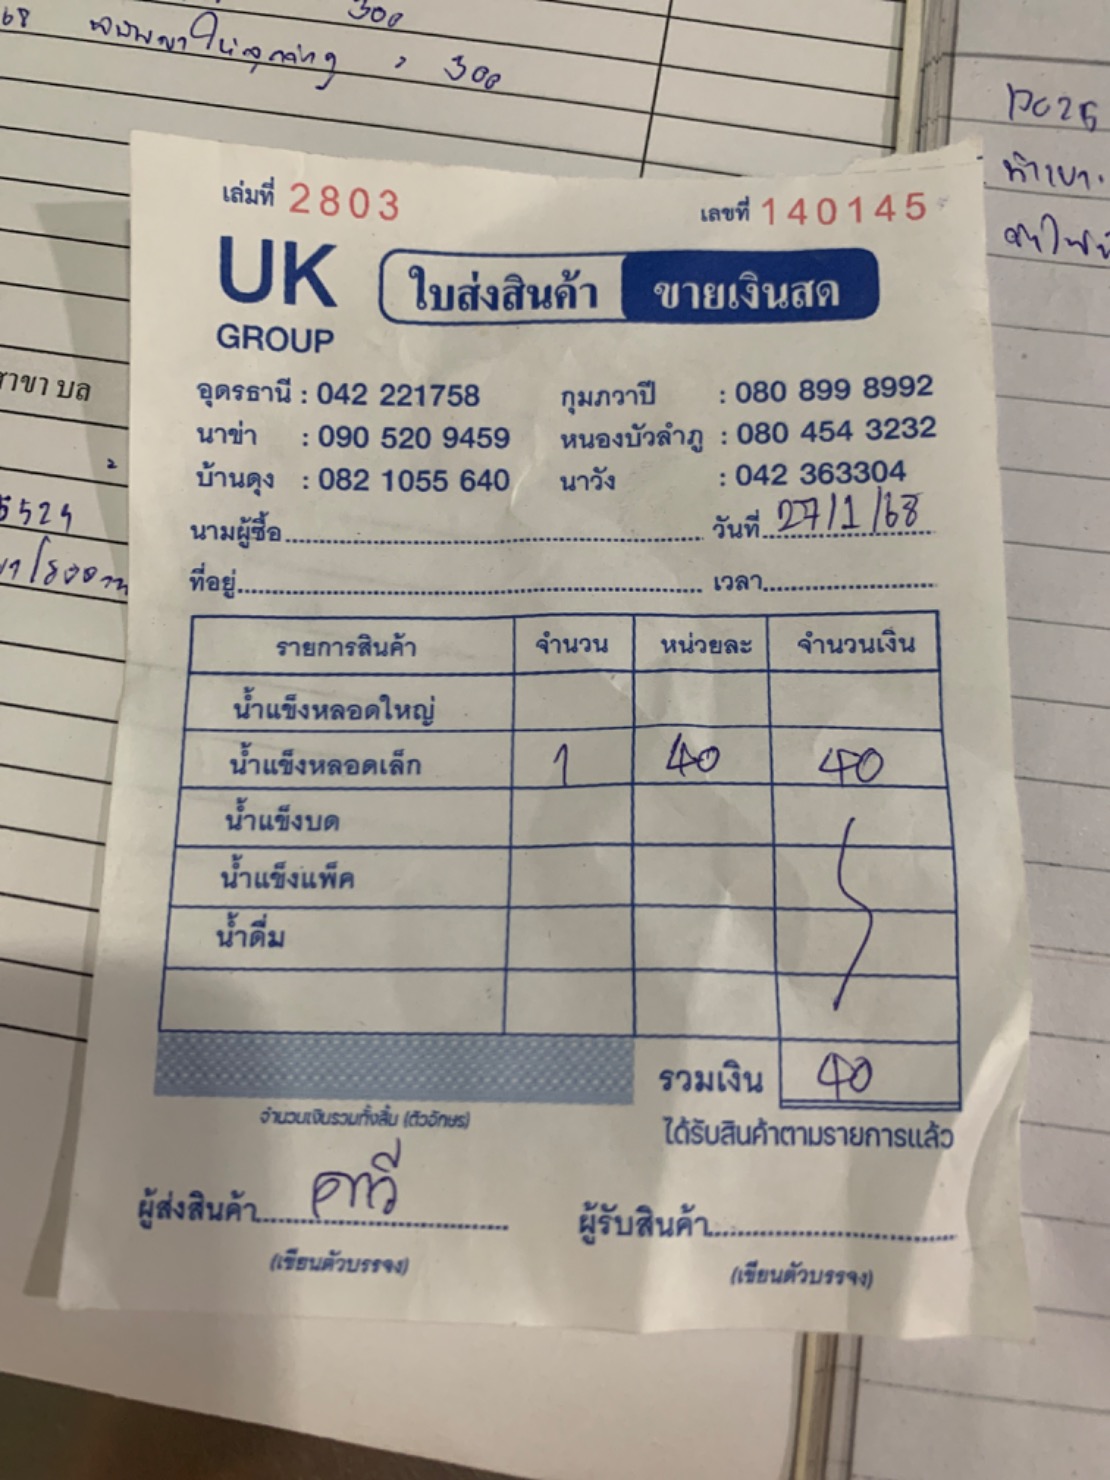 300
68 , 300
สาขา บล
5524
เล่มที่ 2803 เลขที่ 140145
UK GROUP ใบส่งสินค้า ขายเงินสด
อุดรธานี : 042 221758 กุมภวาปี : 080 899 8992
นาข่า : 090 520 9459 หนองบัวลำภู : 080 454 3232
บ้านดุง : 082 1055 640 นาวัง : 042 363304
นามผู้ซื้อ วันที่ 27/1/68
ที่อยู่ เวลา
รายการสินค้า จำนวน หน่วยละ จำนวนเงิน
น้ำแข็งหลอดใหญ่
น้ำแข็งหลอดเล็ก 1 40 40
น้ำแข็งบด
น้ำแข็งแพ็ค
น้ำดื่ม
รวมเงิน 40
จำนวนเงินรวมทั้งสิ้น (ตัวอักษร)
ได้รับสินค้าตามรายการแล้ว
ผู้ส่งสินค้า ผู้รับสินค้า
(เขียนตัวบรรจง) (เขียนตัวบรรจง)